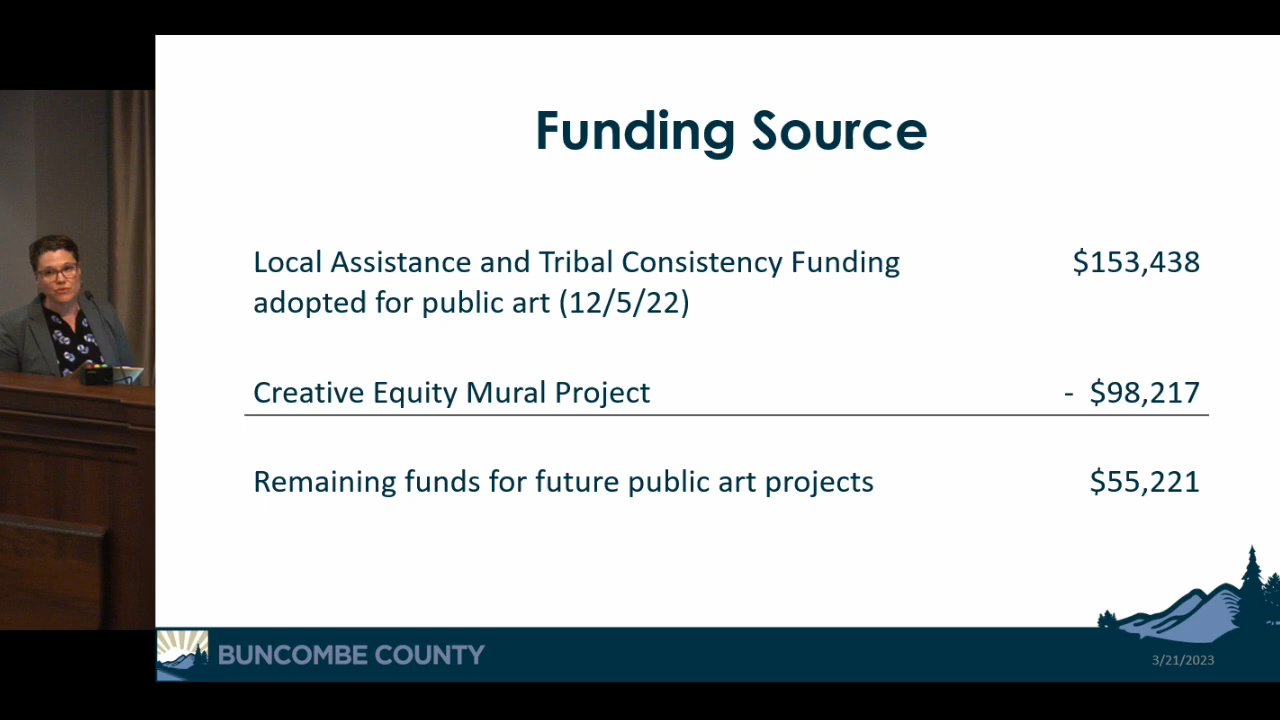 Funding Source
Local Assistance and Tribal Consistency Funding $153,438
adopted for public art (12/5/22)
Creative Equity Mural Project - $98,217
Remaining funds for future public art projects $55,221
BUNCOMBE COUNTY
3/21/2023